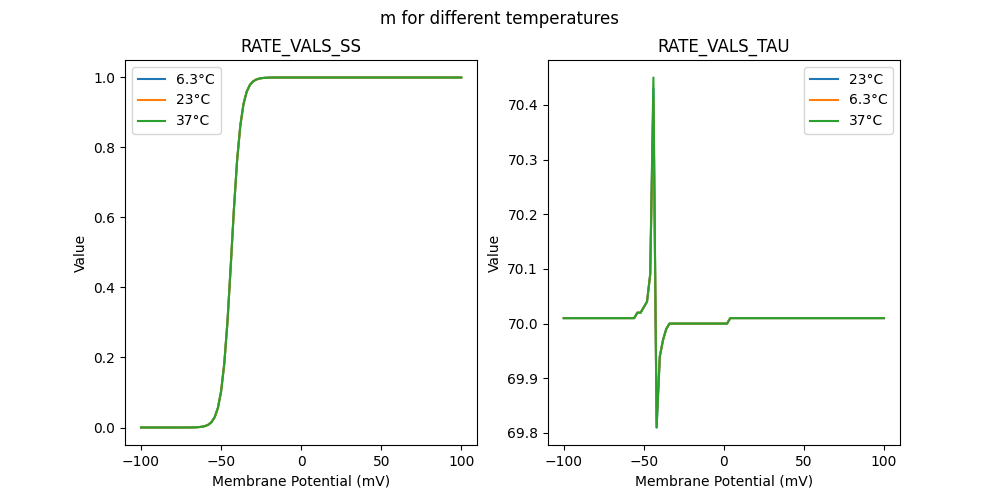 m for different temperatures
RATE_VALS_SS
1.0
0.8
0.6
0.4
0.2
0.0
Value
6.3°C
23°C
37°C
−100
−50
0
50
100
Membrane Potential (mV)
RATE_VALS_TAU
70.4
70.3
70.2
70.1
70.0
69.9
69.8
Value
23°C
6.3°C
37°C
−100
−50
0
50
100
Membrane Potential (mV)